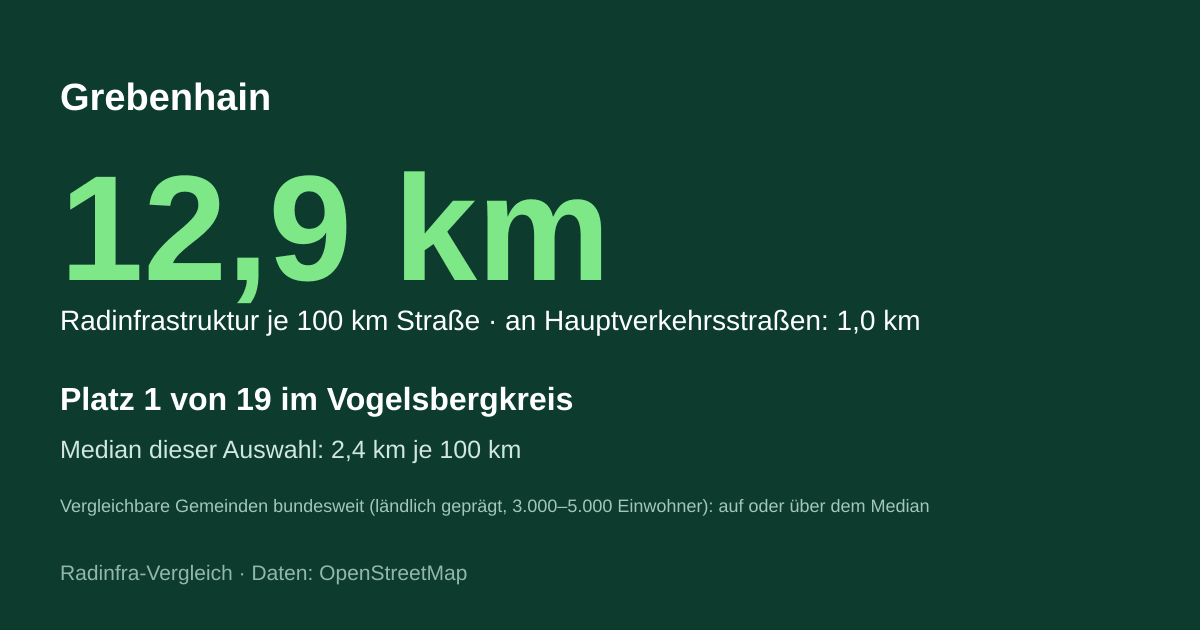 Grebenhain
12,9 km
Radinfrastruktur je 100 km Straße · an Hauptverkehrsstraßen: 1,0 km
Platz 1 von 19 im Vogelsbergkreis
Median dieser Auswahl: 2,4 km je 100 km
Vergleichbare Gemeinden bundesweit (ländlich geprägt, 3.000–5.000 Einwohner): auf oder über dem Median
Radinfra-Vergleich · Daten: OpenStreetMap